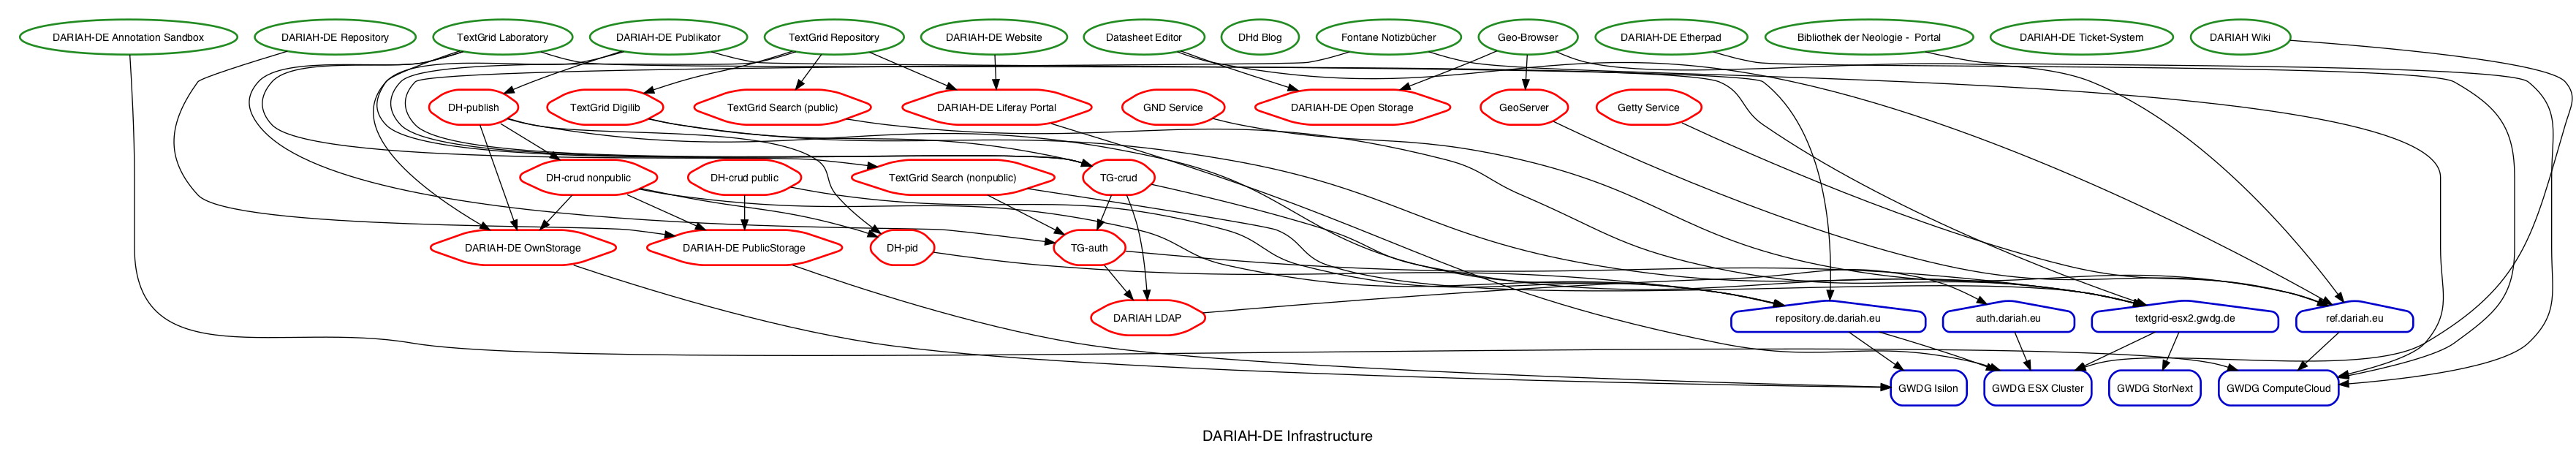 DARIAH-DE Annotation Sandbox
DARIAH-DE Repository
TextGrid Laboratory
DARIAH-DE Publikator
TextGrid Repository
DARIAH-DE Website
Datasheet Editor
DHd Blog
Fontane Notizbücher
Geo-Browser
DARIAH-DE Etherpad
Bibliothek der Neologie - Portal
DARIAH-DE Ticket-System
DARIAH Wiki
DH-publish
TextGrid Digilib
TextGrid Search (public)
DARIAH-DE Liferay Portal
GND Service
DARIAH-DE Open Storage
GeoServer
Getty Service
DH-crud nonpublic
DH-crud public
TextGrid Search (nonpublic)
TG-crud
DARIAH-DE OwnStorage
DARIAH-DE PublicStorage
DH-pid
TG-auth
DARIAH LDAP
repository.de.dariah.eu
auth.dariah.eu
textgrid-esx2.gwdg.de
ref.dariah.eu
GWDG Isilon
GWDG ESX Cluster
GWDG StorNext
GWDG ComputeCloud
DARIAH-DE Infrastructure